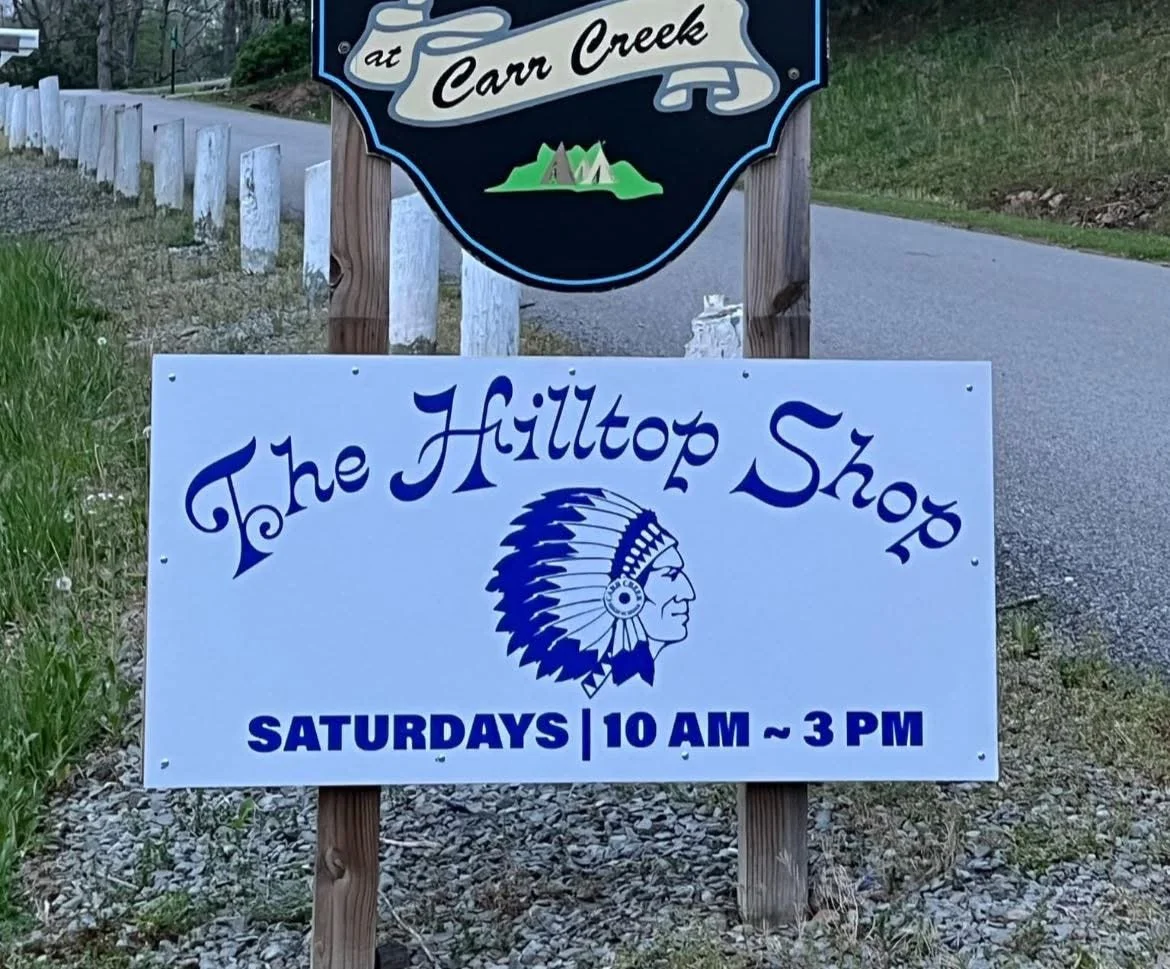 at
Carr Creek
The Hilltop Shop
SATURDAYS | 10 AM ~ 3 PM